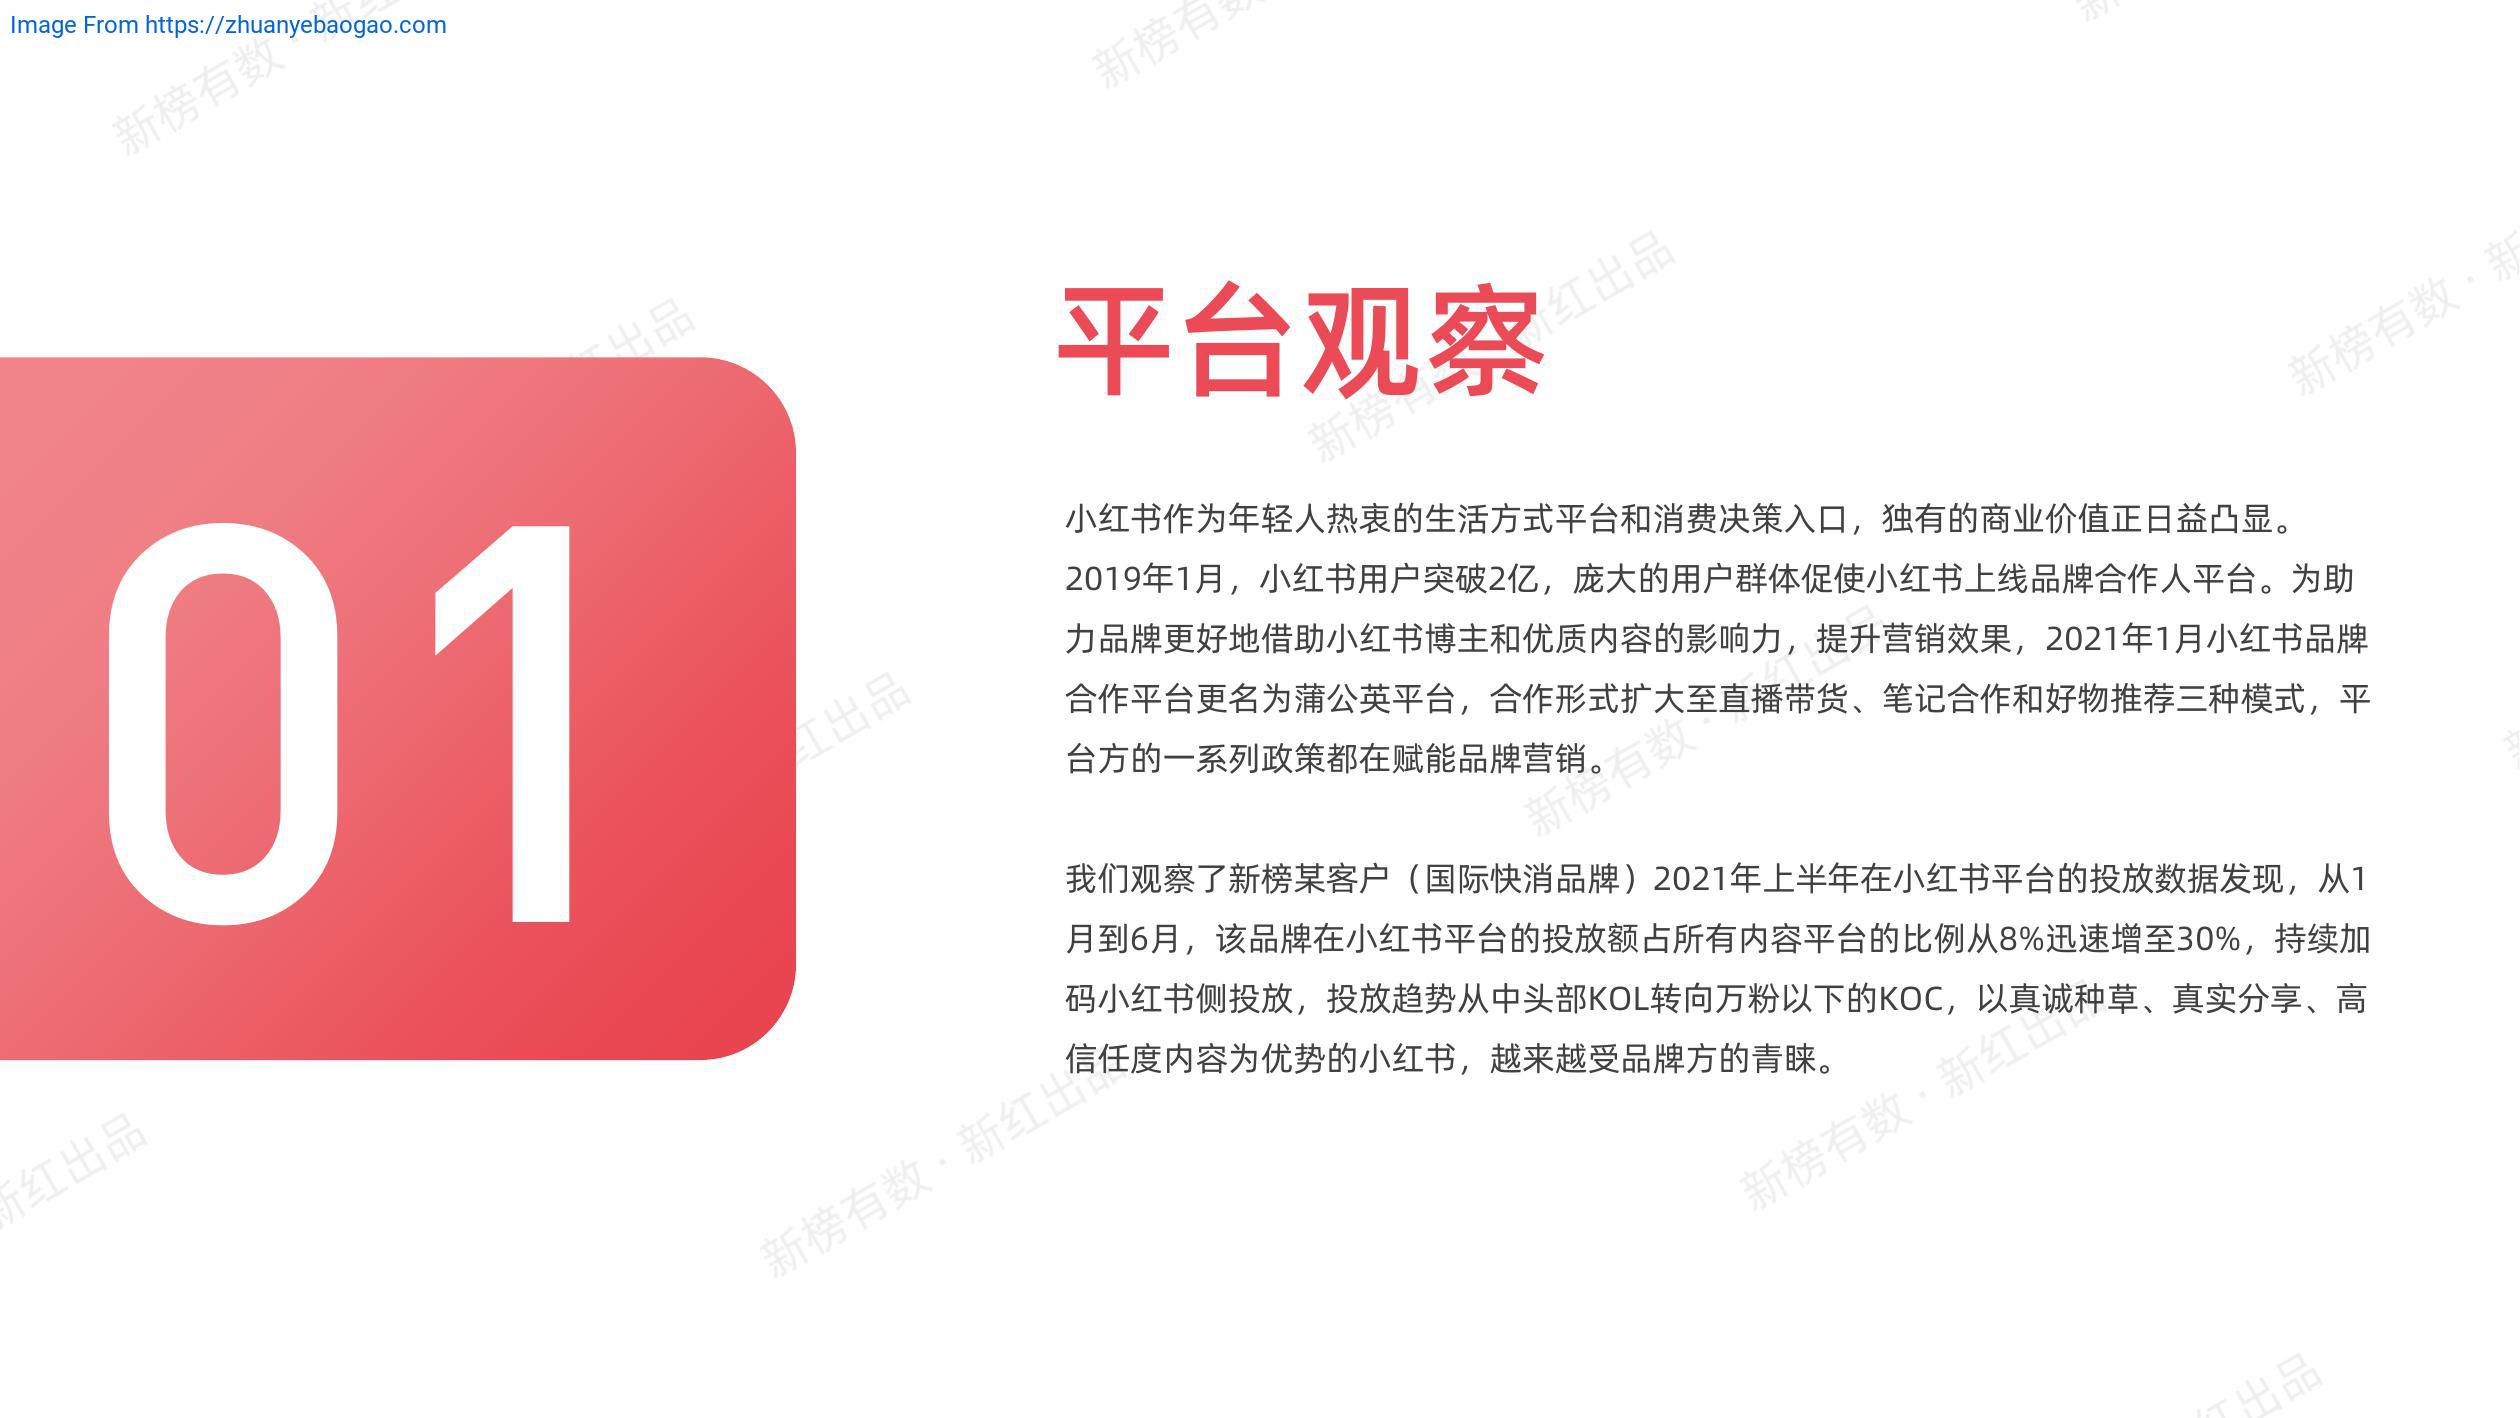 Image From https://zhuanyebaogao.com
新榜有数 · 新红出品
01
平台观察
小红书作为年轻人热衷的生活方式平台和消费决策入口，独有的商业价值正日益凸显。
2019年1月，小红书用户突破2亿，庞大的用户群体促使小红书上线品牌合作人平台。为助
力品牌更好地借助小红书博主和优质内容的影响力，提升营销效果，2021年1月小红书品牌
合作平台更名为蒲公英平台，合作形式扩大至直播带货、笔记合作和好物推荐三种模式，平
台方的一系列政策都在赋能品牌营销。
我们观察了新榜某客户（国际快消品牌）2021年上半年在小红书平台的投放数据发现，从1
月到6月，该品牌在小红书平台的投放额占所有内容平台的比例从8%迅速增至30%，持续加
码小红书侧投放，投放趋势从中头部KOL转向万粉以下的KOC，以真诚种草、真实分享、高
信任度内容为优势的小红书，越来越受品牌方的青睐。